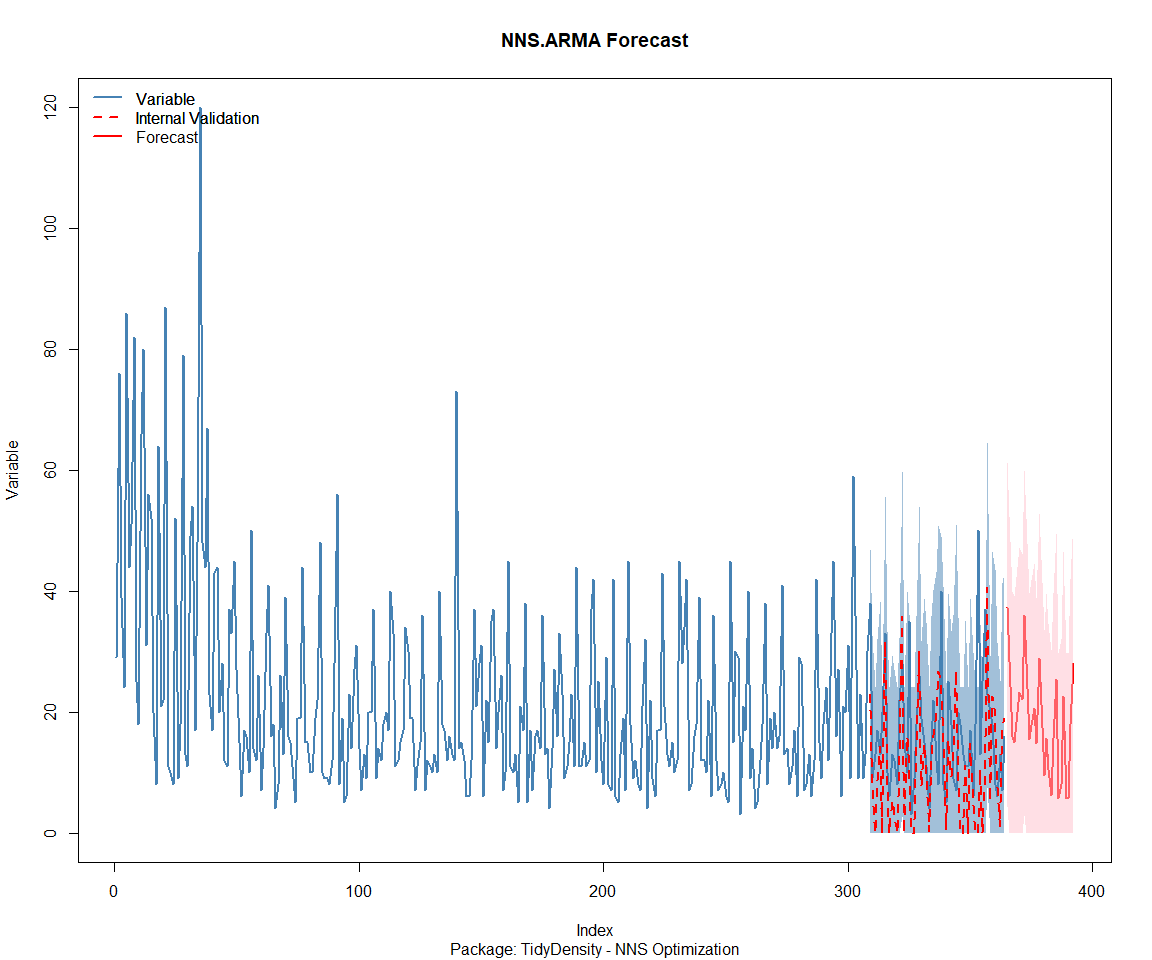 NNS.ARMA Forecast
Variable
Internal Validation
Forecast
120
100
80
60
40
20
0
Variable
0
100
200
300
400
Index
Package: TidyDensity - NNS Optimization